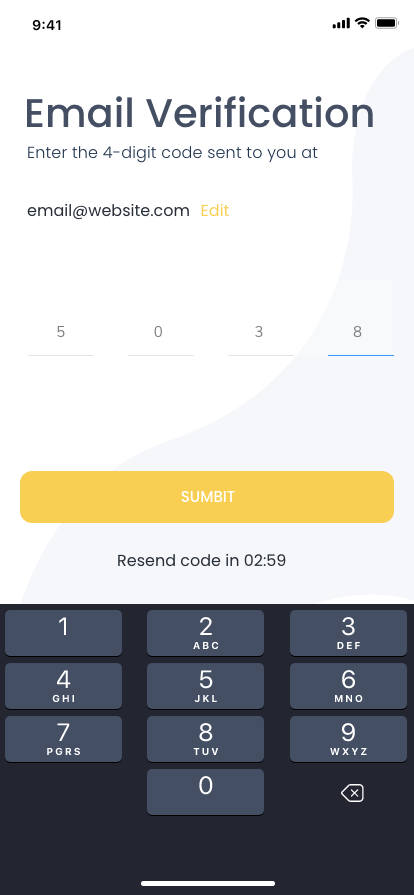 9:41
Email Verification
Enter the 4-digit code sent to you at
email@website.com Edit
5 0 3 8
SUMBIT
Resend code in 02:59
1 2 3
ABC DEF
4 5 6
GHI JKL MNO
7 8 9
PGRS TUV WXYZ
0